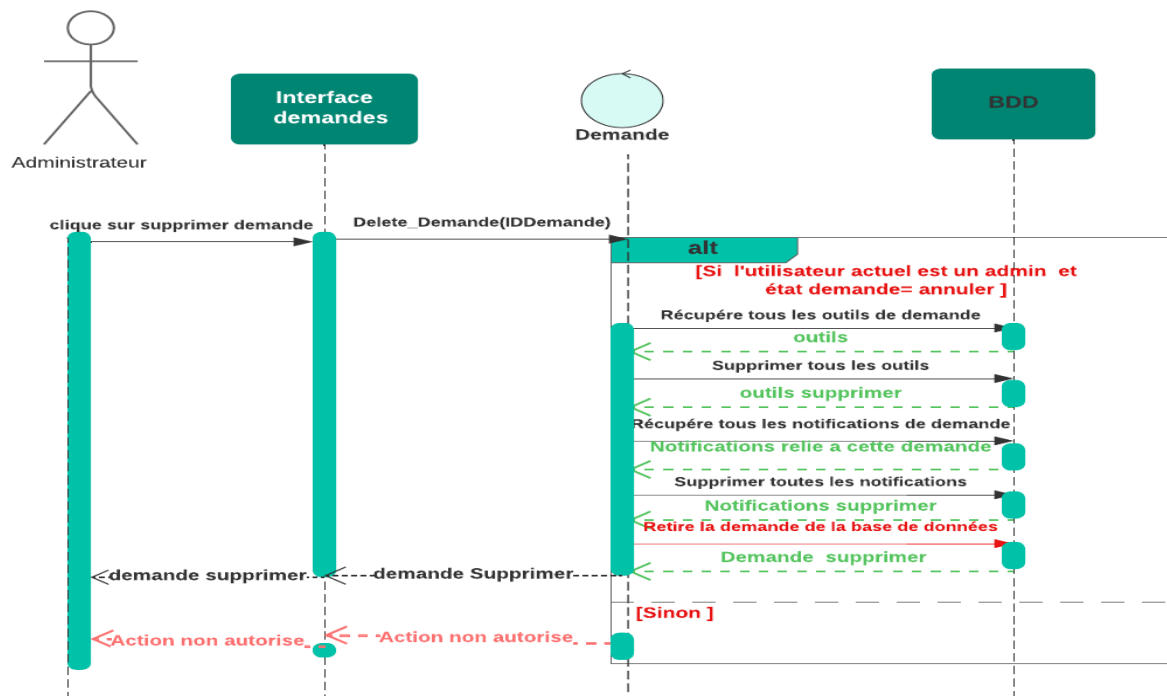 Interface
demandes
BDD
Demande
Administrateur
clique sur supprimer demande
Delete_Demande(IDDemande)
alt
[Si l'utilisateur actuel est un admin et
état demande= annuler ]
Récupére tous les outils de demande
outils
Supprimer tous les outils
outils supprimer
Récupére tous les notifications de demande
Notifications relie a cette demande
Supprimer toutes les notifications
Notifications supprimer
Retire la demande de la base de données
Demande supprimer
demande supprimer
demande Supprimer
[Sinon ]
Action non autorise
Action non autorise